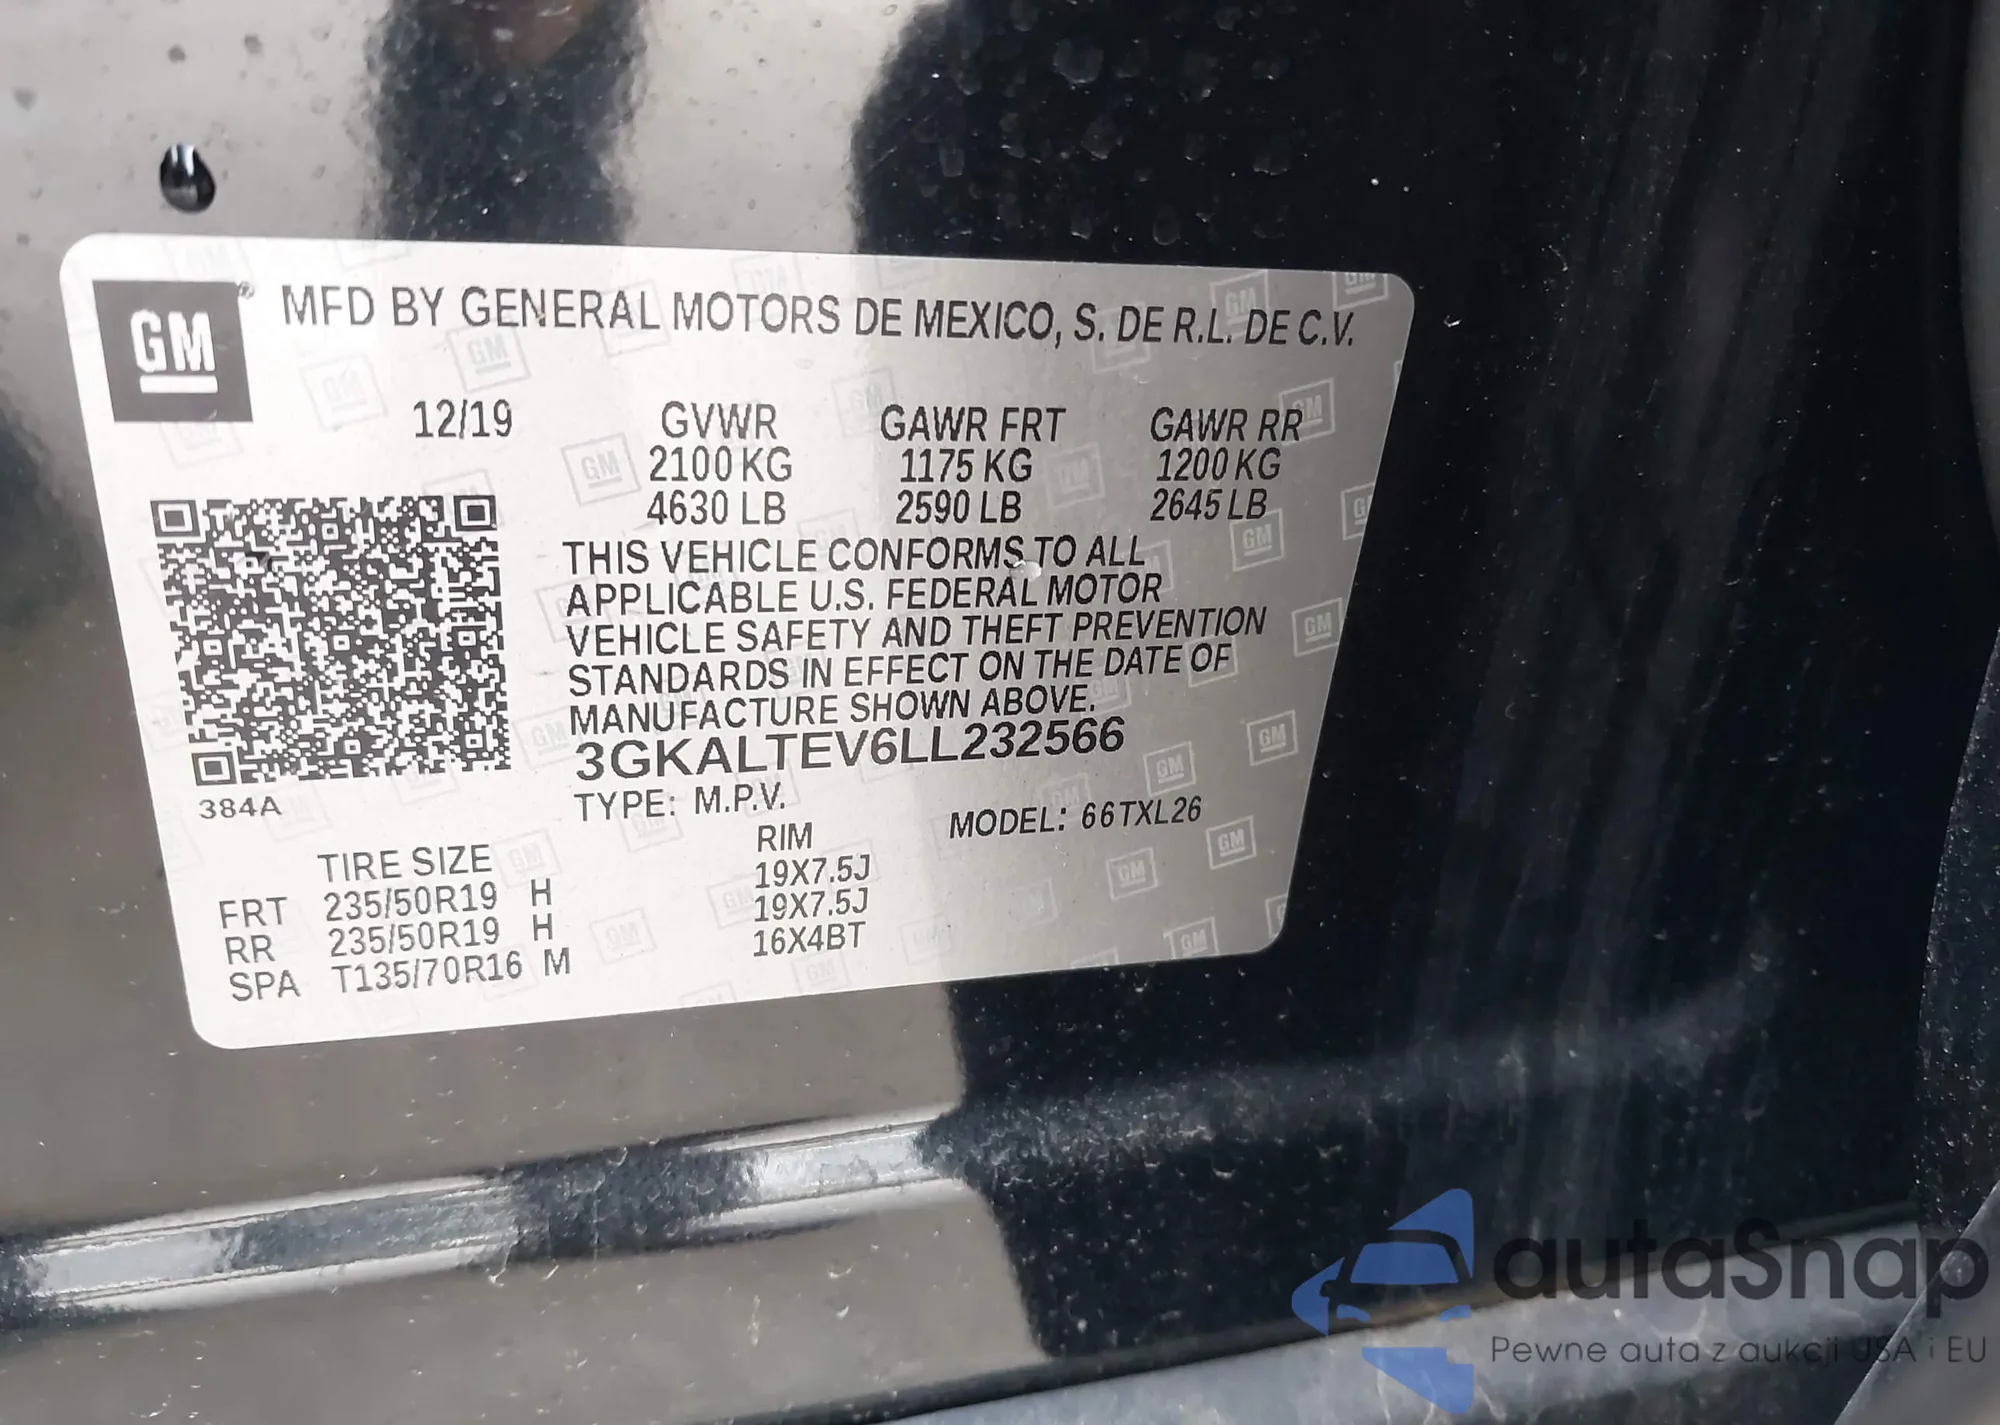 GM® MFD BY GENERAL MOTORS DE MEXICO, S. DE R.L. DE C.V.
12/19 GVWR GAWR FRT GAWR RR
2100 KG 1175 KG 1200 KG
4630 LB 2590 LB 2645 LB
THIS VEHICLE CONFORMS TO ALL
APPLICABLE U.S. FEDERAL MOTOR
VEHICLE SAFETY AND THEFT PREVENTION
STANDARDS IN EFFECT ON THE DATE OF
MANUFACTURE SHOWN ABOVE.
3GKALTEV6LL232566
384A TYPE: M.P.V. MODEL: 66TXL26
TIRE SIZE RIM
FRT 235/50R19 H 19X7.5J
RR 235/50R19 H 19X7.5J
SPA T135/70R16 M 16X4BT
autaSnap
Pewne auta z aukcji USA i EU